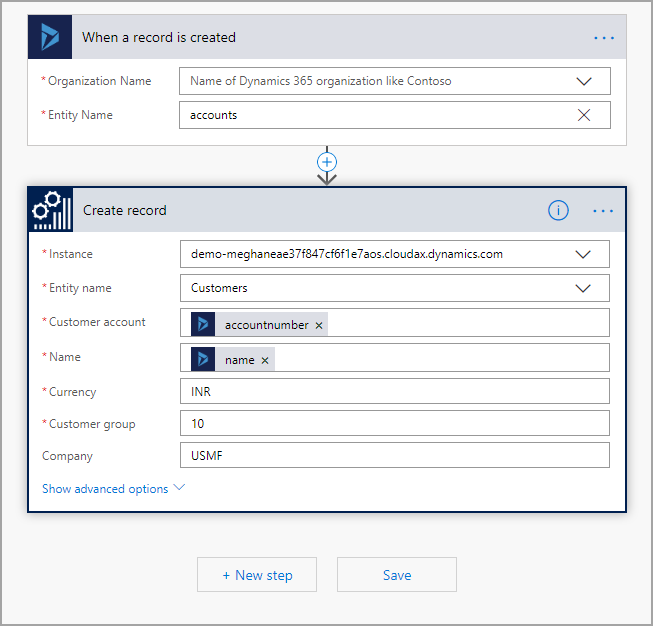 When a record is created
...
* Organization Name Name of Dynamics 365 organization like Contoso
* Entity Name accounts
Create record
...
* Instance demo-meghaneae37f847cf6f1e7aos.cloudax.dynamics.com
* Entity name Customers
* Customer account accountnumber ×
* Name name ×
* Currency INR
* Customer group 10
Company USMF
Show advanced options
+ New step Save